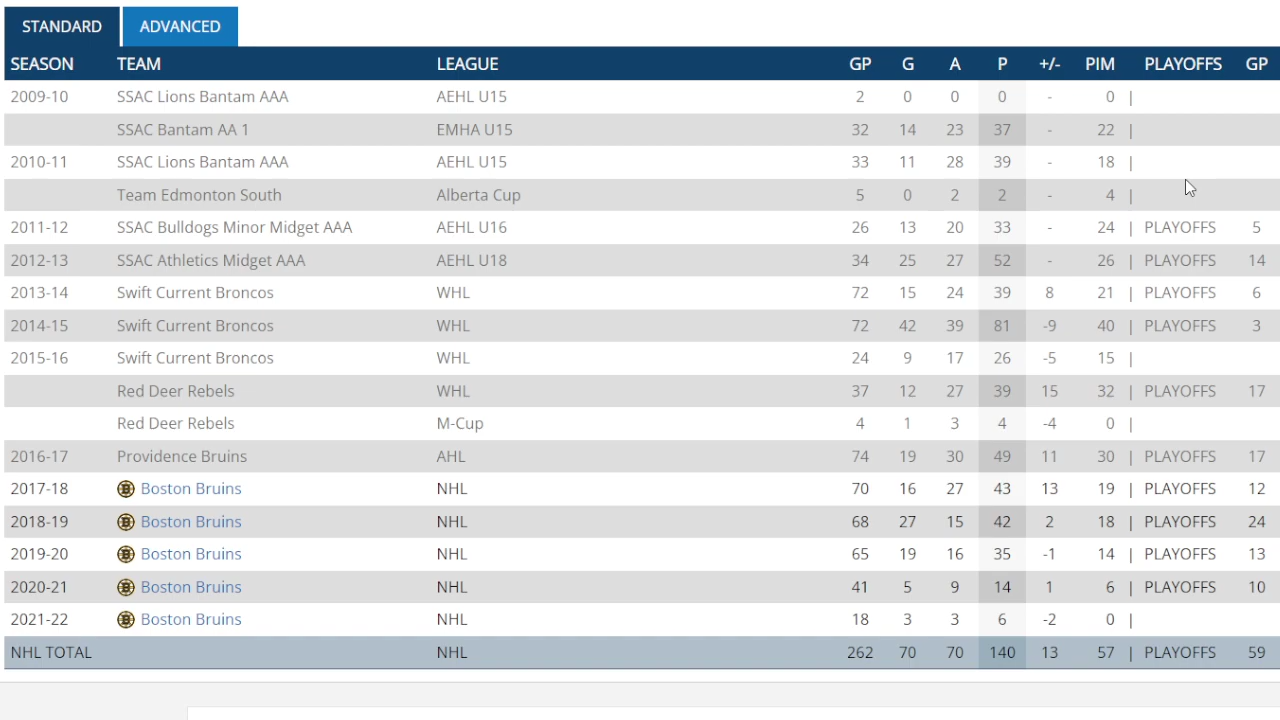 STANDARD ADVANCED
SEASON TEAM LEAGUE GP G A P +/- PIM PLAYOFFS GP
2009-10 SSAC Lions Bantam AAA AEHL U15 2 0 0 0 - 0 |
SSAC Bantam AA 1 EMHA U15 32 14 23 37 - 22 |
2010-11 SSAC Lions Bantam AAA AEHL U15 33 11 28 39 - 18 |
Team Edmonton South Alberta Cup 5 0 2 2 - 4 |
2011-12 SSAC Bulldogs Minor Midget AAA AEHL U16 26 13 20 33 - 24 | PLAYOFFS 5
2012-13 SSAC Athletics Midget AAA AEHL U18 34 25 27 52 - 26 | PLAYOFFS 14
2013-14 Swift Current Broncos WHL 72 15 24 39 8 21 | PLAYOFFS 6
2014-15 Swift Current Broncos WHL 72 42 39 81 -9 40 | PLAYOFFS 3
2015-16 Swift Current Broncos WHL 24 9 17 26 -5 15 |
Red Deer Rebels WHL 37 12 27 39 15 32 | PLAYOFFS 17
Red Deer Rebels M-Cup 4 1 3 4 -4 0 |
2016-17 Providence Bruins AHL 74 19 30 49 11 30 | PLAYOFFS 17
2017-18 Boston Bruins NHL 70 16 27 43 13 19 | PLAYOFFS 12
2018-19 Boston Bruins NHL 68 27 15 42 2 18 | PLAYOFFS 24
2019-20 Boston Bruins NHL 65 19 16 35 -1 14 | PLAYOFFS 13
2020-21 Boston Bruins NHL 41 5 9 14 1 6 | PLAYOFFS 10
2021-22 Boston Bruins NHL 18 3 3 6 -2 0 |
NHL TOTAL NHL 262 70 70 140 13 57 | PLAYOFFS 59